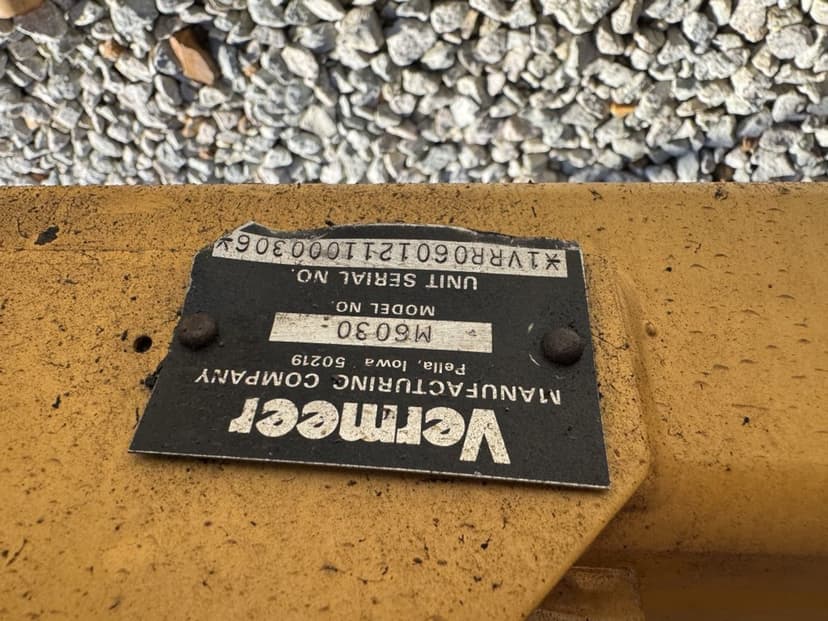 Vermeer
MANUFACTURING COMPANY
Pella, Iowa 50219
M6030
MODEL NO.
UNIT SERIAL NO.
*1VRR0601211000306*